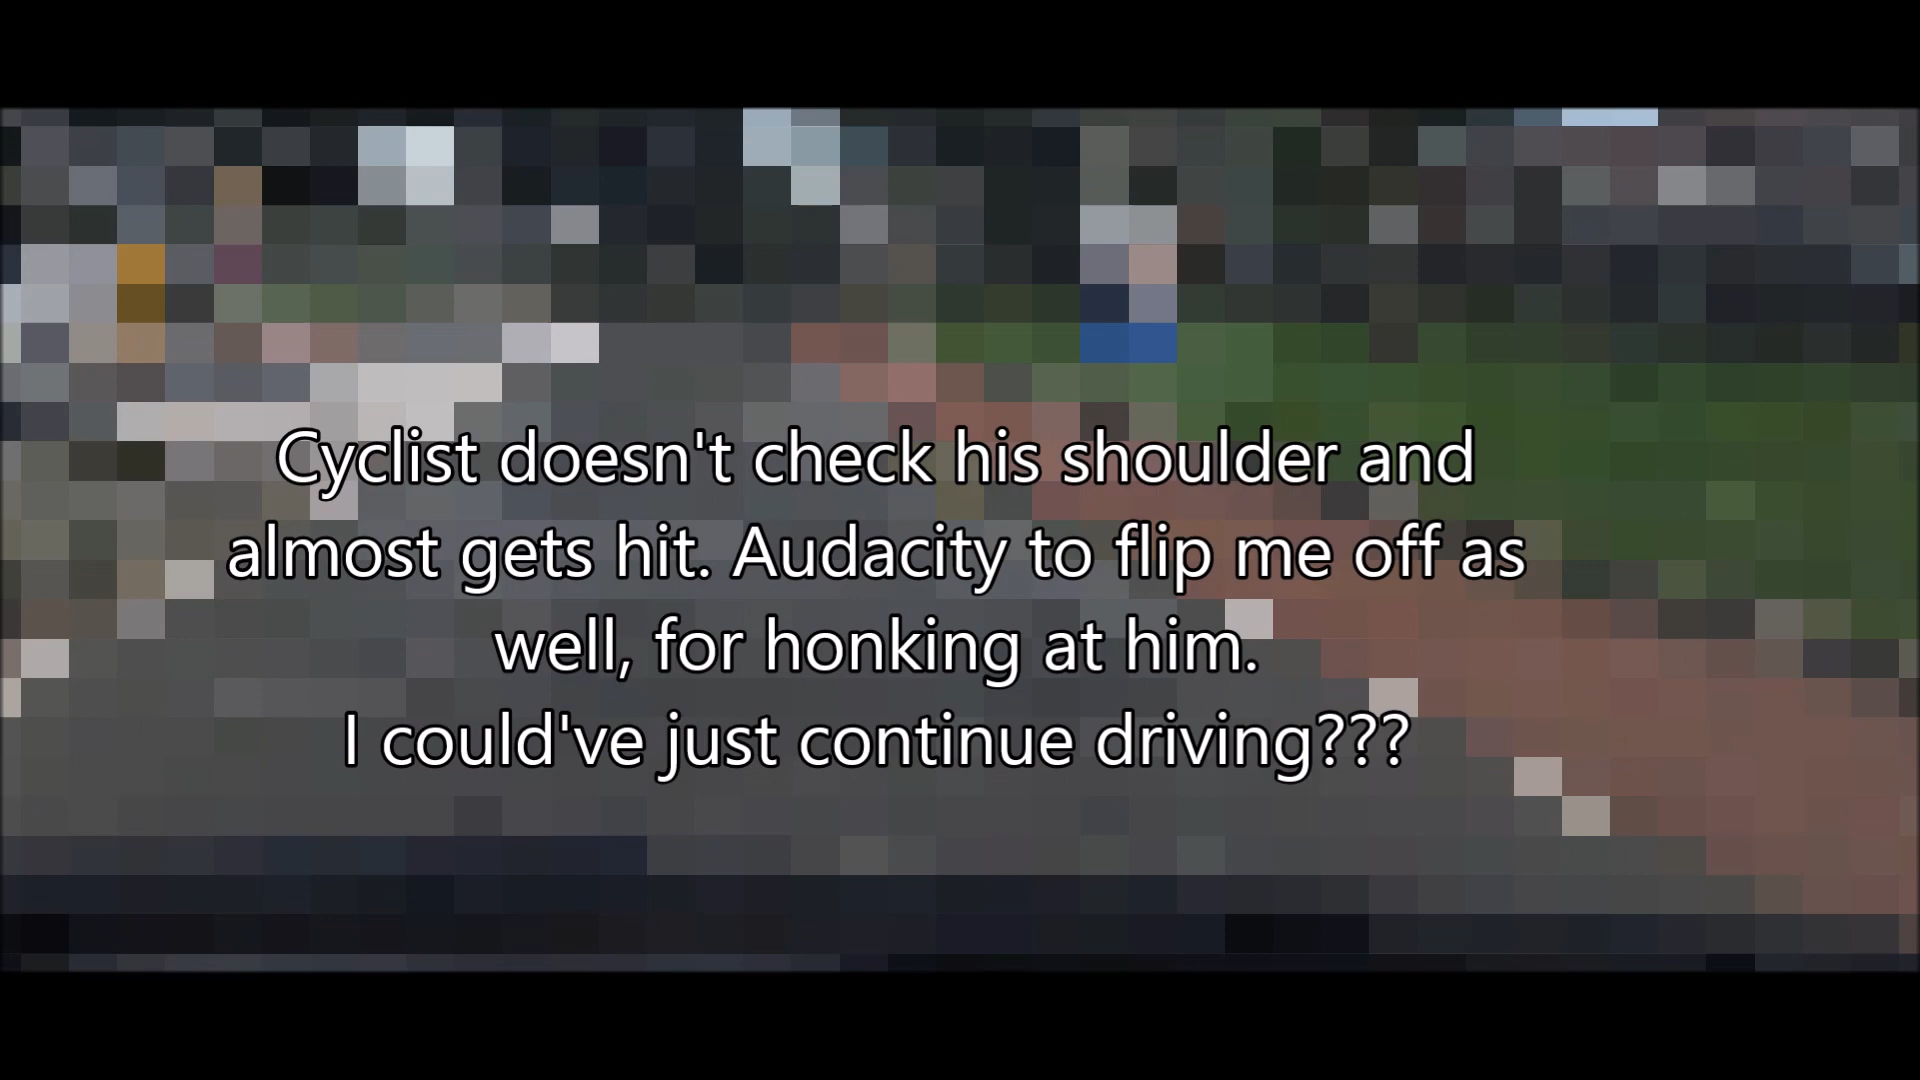 Cyclist doesn't check his shoulder and
almost gets hit. Audacity to flip me off as
well, for honking at him.
I could've just continue driving???